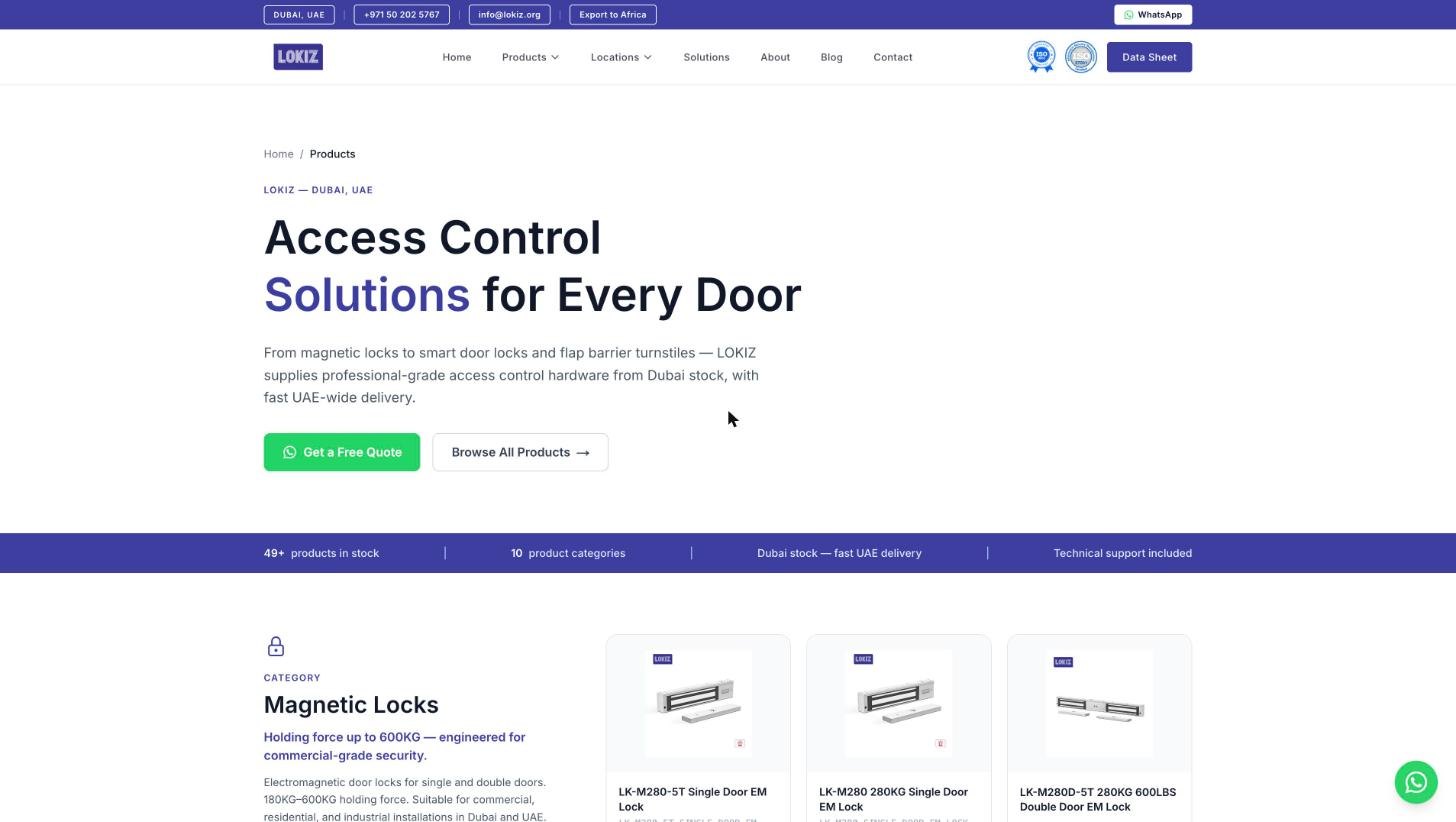 DUBAI, UAE
+971 50 202 5767
info@lokiz.org
Export to Africa
WhatsApp
LOKIZ
Home
Products
Locations
Solutions
About
Blog
Contact
ISO
ISO
Data Sheet
Home / Products
LOKIZ — DUBAI, UAE
Access Control
Solutions for Every Door
From magnetic locks to smart door locks and flap barrier turnstiles — LOKIZ
supplies professional-grade access control hardware from Dubai stock, with
fast UAE-wide delivery.
Get a Free Quote
Browse All Products →
49+ products in stock
10 product categories
Dubai stock — fast UAE delivery
Technical support included
CATEGORY
Magnetic Locks
Holding force up to 600KG — engineered for
commercial-grade security.
Electromagnetic door locks for single and double doors.
180KG–600KG holding force. Suitable for commercial,
residential, and industrial installations in Dubai and UAE.
LOKIZ
LK-M280-5T Single Door EM
Lock
LOKIZ
LK-M280 280KG Single Door
EM Lock
LOKIZ
LK-M280D-5T 280KG 600LBS
Double Door EM Lock